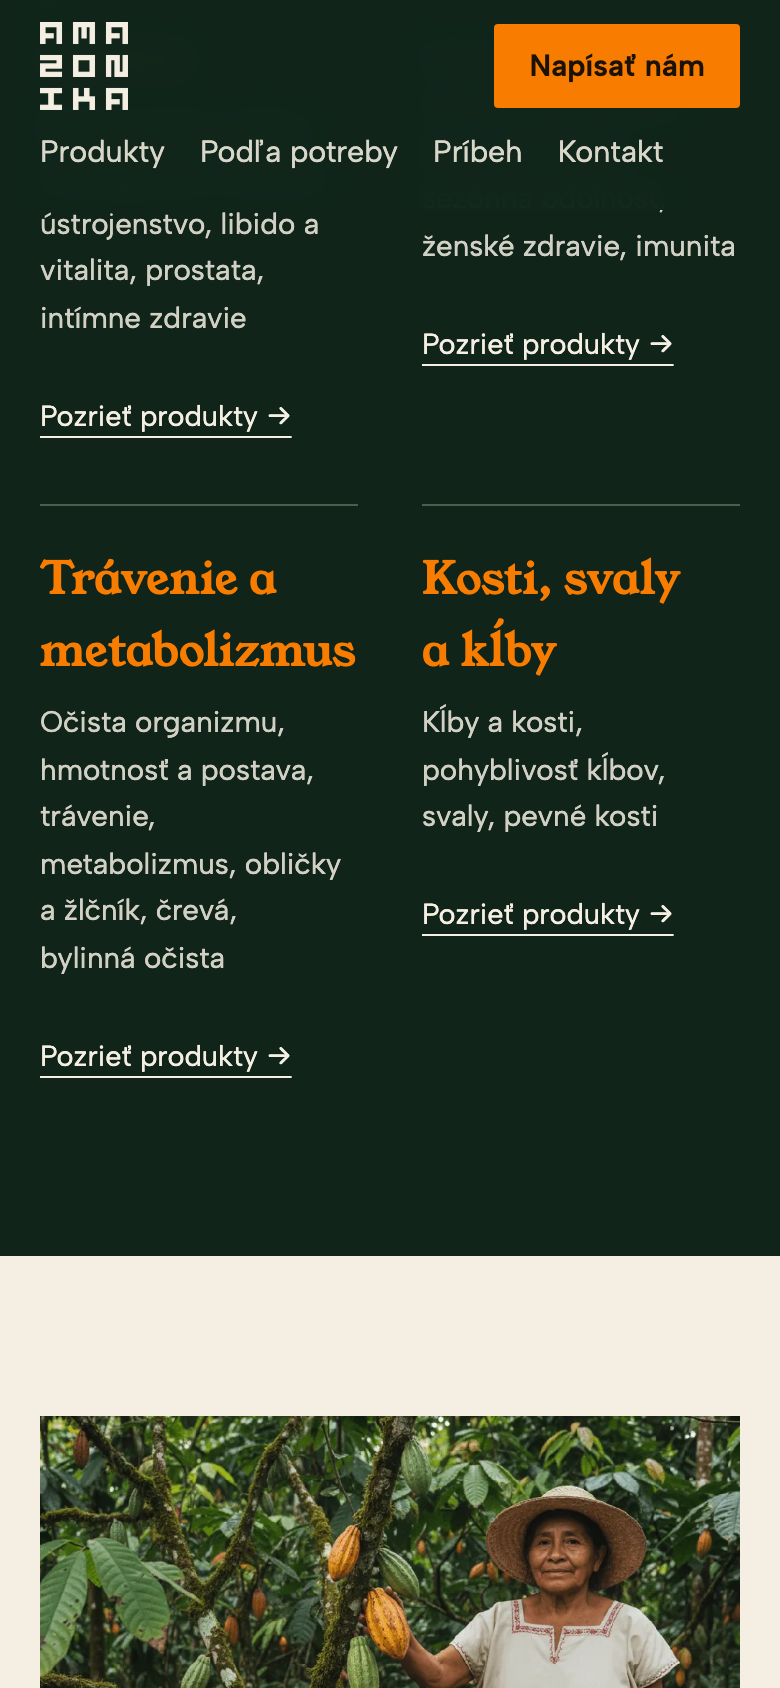 AMA
ZON
IKA
Napísať nám
Produkty
Podľa potreby
Príbeh
Kontakt
ústrojenstvo, libido a
vitalita, prostata,
intímne zdravie
Pozrieť produkty →
ženské zdravie, imunita
Pozrieť produkty →
Trávenie a
metabolizmus
Očista organizmu,
hmotnosť a postava,
trávenie,
metabolizmus, obličky
a žlčník, črevá,
bylinná očista
Pozrieť produkty →
Kosti, svaly
a kĺby
Kĺby a kosti,
pohyblivosť kĺbov,
svaly, pevné kosti
Pozrieť produkty →